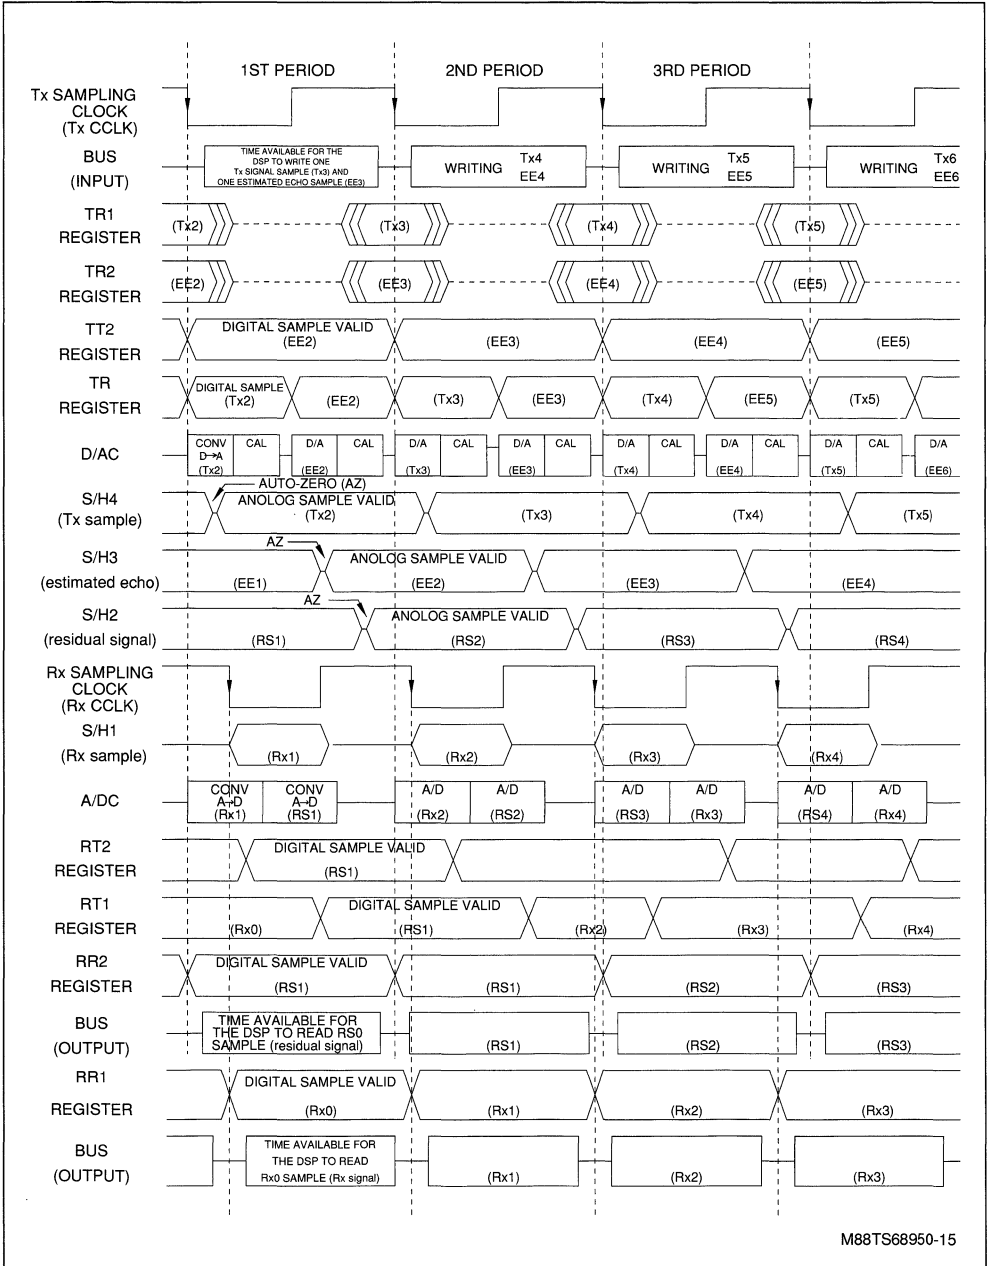 1ST PERIOD 2ND PERIOD 3RD PERIOD
Tx SAMPLING
CLOCK
(Tx CCLK)
BUS
(INPUT)
TIME AVAILABLE FOR THE
DSP TO WRITE ONE
Tx SIGNAL SAMPLE (Tx3) AND
ONE ESTIMATED ECHO SAMPLE (EE3)
WRITING Tx4
EE4
WRITING Tx5
EE5
WRITING Tx6
EE6
TR1
REGISTER
(Tx2) (Tx3) (Tx4) (Tx5)
TR2
REGISTER
(EE2) (EE3) (EE4) (EE5)
TT2
REGISTER
DIGITAL SAMPLE VALID
(EE2) (EE3) (EE4) (EE5)
TR
REGISTER
DIGITAL SAMPLE
(Tx2) (EE2) (Tx3) (EE3) (Tx4) (EE5) (Tx5)
D/AC
CONV
D→A
(Tx2)
CAL
D/A
(EE2)
CAL
D/A
(Tx3)
CAL
D/A
(EE3)
CAL
D/A
(Tx4)
CAL
D/A
(EE4)
CAL
D/A
(Tx5)
CAL
D/A
(EE6)
AUTO-ZERO (AZ)
S/H4
(Tx sample)
ANOLOG SAMPLE VALID
(Tx2) (Tx3) (Tx4) (Tx5)
AZ
S/H3
(estimated echo)
ANOLOG SAMPLE VALID
(EE1) (EE2) (EE3) (EE4)
AZ
S/H2
(residual signal)
ANOLOG SAMPLE VALID
(RS1) (RS2) (RS3) (RS4)
Rx SAMPLING
CLOCK
(Rx CCLK)
S/H1
(Rx sample)
(Rx1) (Rx2) (Rx3) (Rx4)
A/DC
CONV
A→D
(Rx1)
CONV
A→D
(RS1)
A/D
(Rx2)
A/D
(RS2)
A/D
(RS3)
A/D
(Rx3)
A/D
(RS4)
A/D
(Rx4)
RT2
REGISTER
DIGITAL SAMPLE VALID
(RS1)
RT1
REGISTER
DIGITAL SAMPLE VALID
(Rx0) (RS1) (Rx2) (Rx3) (Rx4)
RR2
REGISTER
DIGITAL SAMPLE VALID
(RS1) (RS1) (RS2) (RS3)
BUS
(OUTPUT)
TIME AVAILABLE FOR
THE DSP TO READ RS0
SAMPLE (residual signal)
(RS1) (RS2) (RS3)
RR1
REGISTER
DIGITAL SAMPLE VALID
(Rx0) (Rx1) (Rx2) (Rx3)
BUS
(OUTPUT)
TIME AVAILABLE FOR
THE DSP TO READ
Rx0 SAMPLE (Rx signal)
(Rx1) (Rx2) (Rx3)
M88TS68950-15